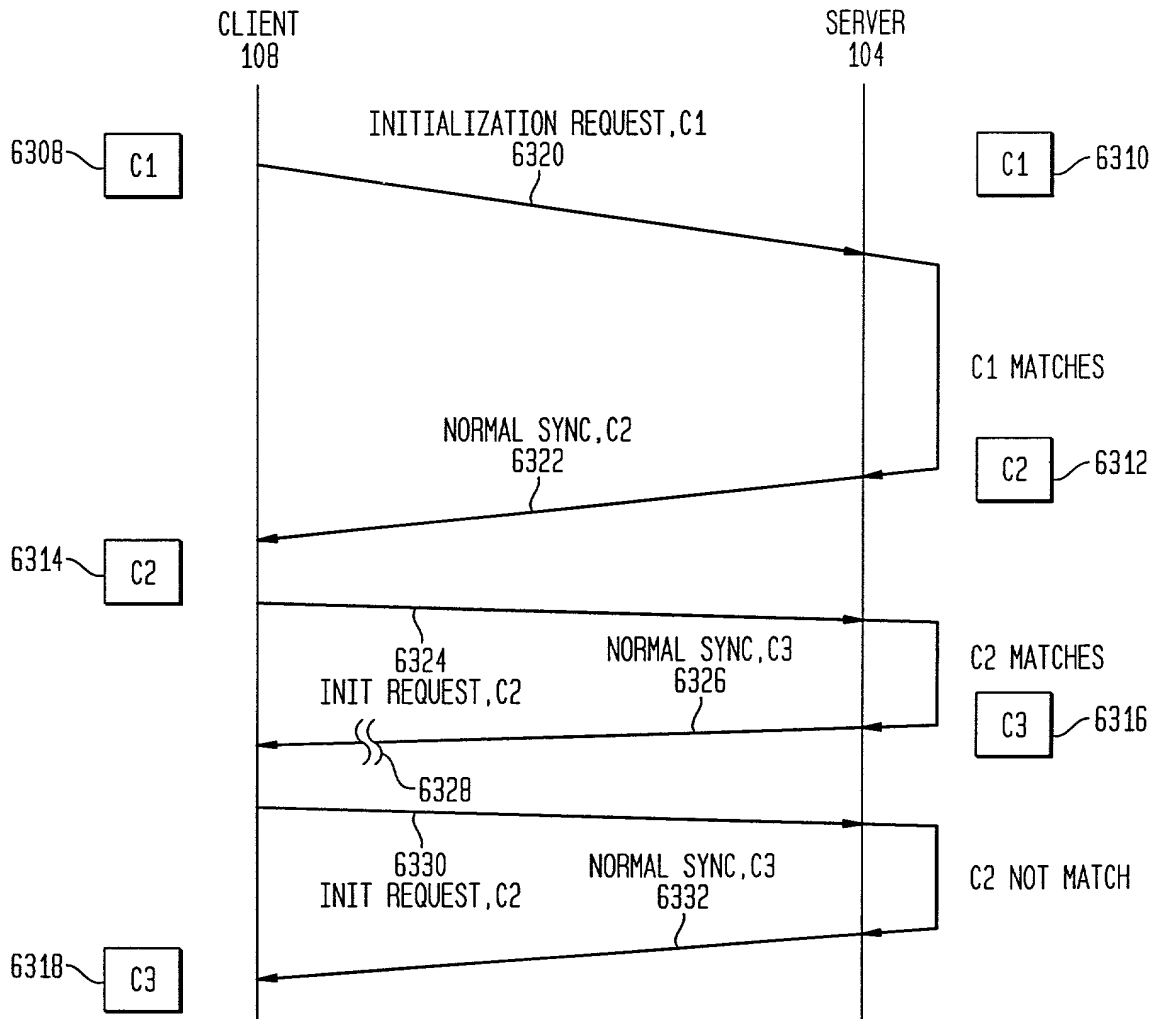 CLIENT
108
SERVER
104
INITIALIZATION REQUEST,C1
6320
6308
C1
C1
6310
C1 MATCHES
NORMAL SYNC,C2
6322
C2
6312
6314
C2
6324
INIT REQUEST,C2
NORMAL SYNC,C3
6326
C2 MATCHES
C3
6316
6328
6330
INIT REQUEST,C2
NORMAL SYNC,C3
6332
C2 NOT MATCH
6318
C3